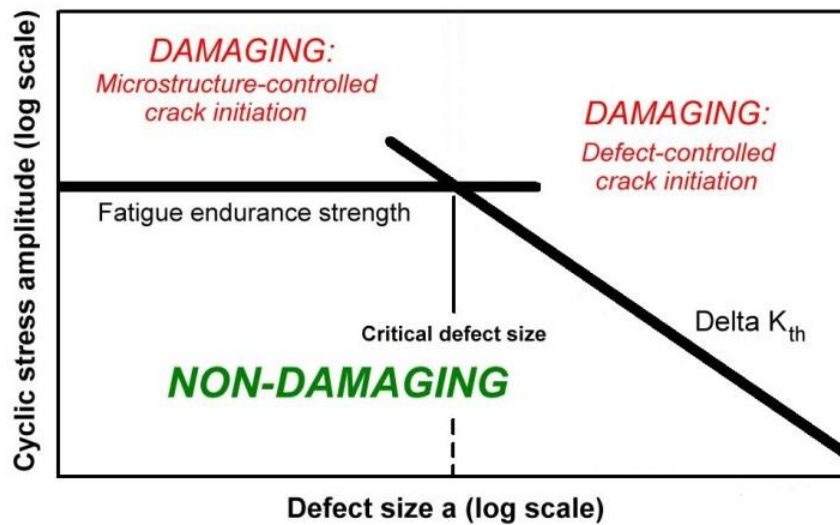 DAMAGING:
Microstructure-controlled
crack initiation
DAMAGING:
Defect-controlled
crack initiation
Fatigue endurance strength
Critical defect size
Delta K_th
NON-DAMAGING
Cyclic stress amplitude (log scale)
Defect size a (log scale)